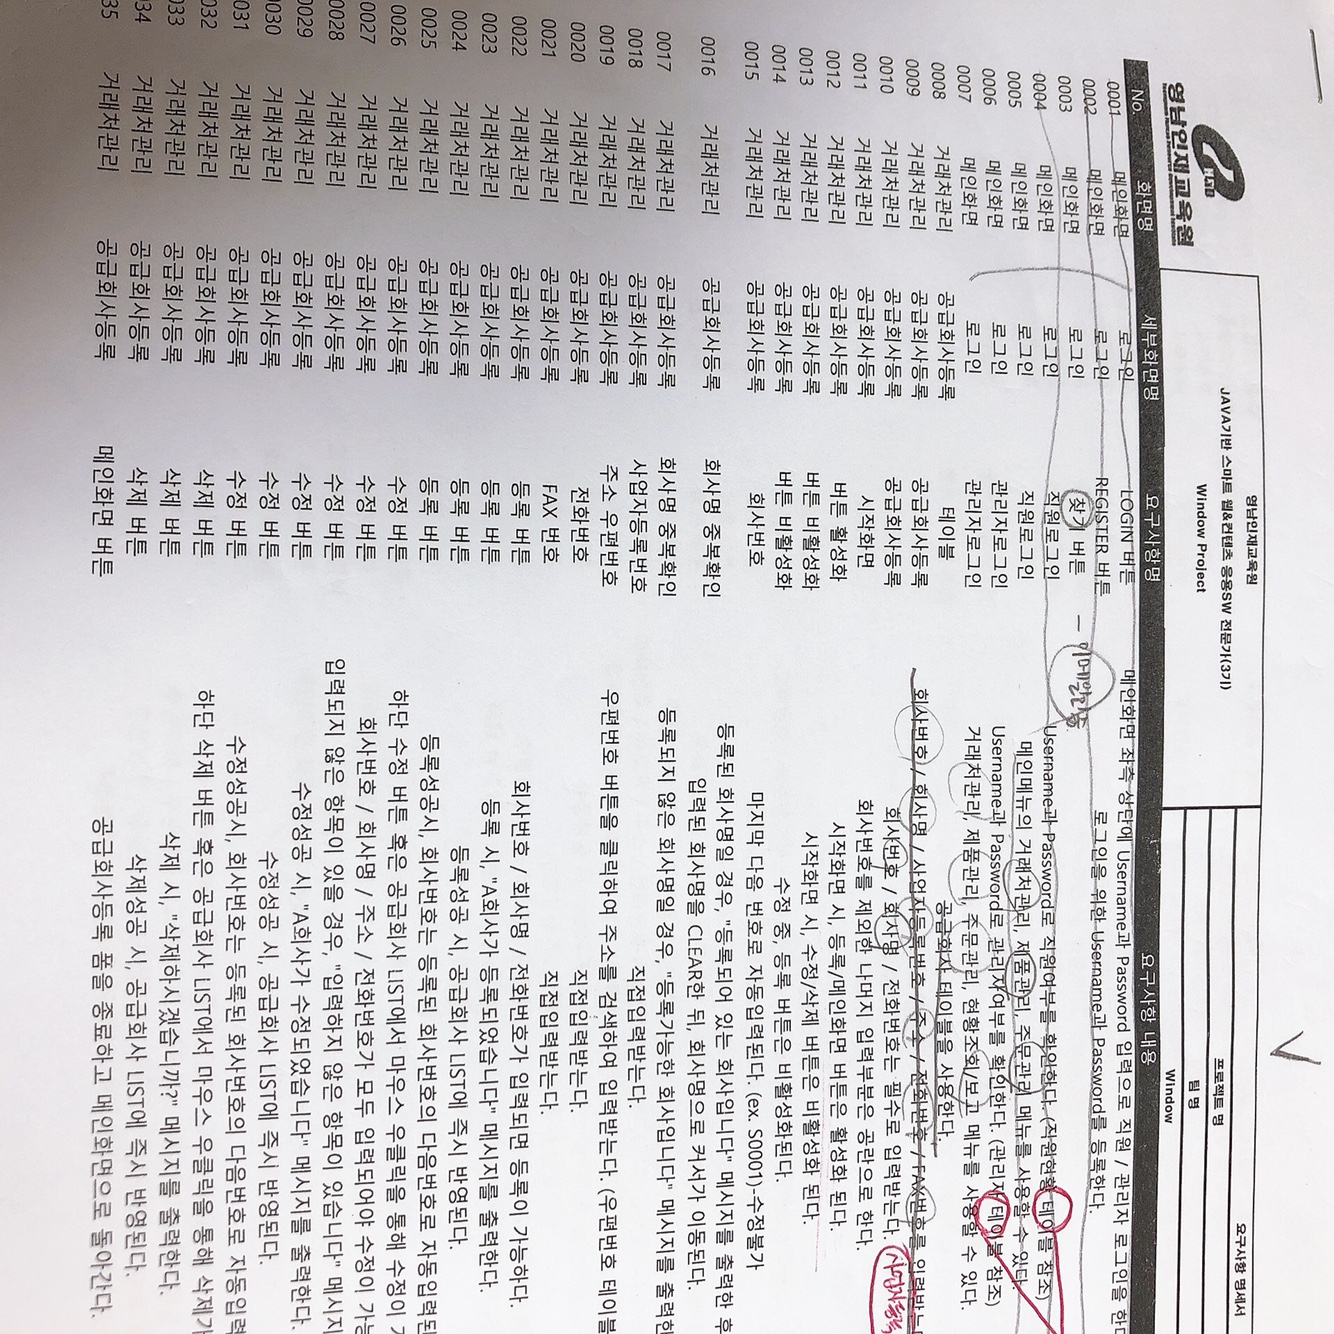 영남인재교육원
JAVA기반 스마트 웹&컨텐츠 응용SW 전문가(3기)
Window Project
요구사항 명세서
프로젝트 명
팀 명
Window
HRD
영남인재교육원
No. 화면명 세부화면명 요구사항명 요구사항 내용
0001 메인화면 로그인 LOGIN 버튼 메인화면 좌측 상단에 Username과 Password 입력으로 직원 / 관리자 로그인을 한다
0002 메인화면 로그인 REGISTER 버튼 로그인을 위한 Username과 Password를 등록한다.
0003 메인화면 로그인 찾기 버튼 - 이메일인증
0004 메인화면 로그인 직원로그인 Username과 Password로 직원여부를 확인한다. (직원현황 테이블 참조)
0005 메인화면 로그인 직원로그인 메인메뉴의 거래처관리, 제품관리, 주문관리 메뉴를 사용할 수 있다.
0006 메인화면 로그인 관리자로그인 Username과 Password로 관리자여부를 확인한다. (관리자 테이블 참조)
0007 메인화면 로그인 관리자로그인 거래처관리, 제품관리, 주문관리, 현황조회/보고 메뉴를 사용할 수 있다.
0008 거래처관리 공급회사등록 테이블 공급회사 테이블을 사용한다.
0009 거래처관리 공급회사등록 공급회사등록 회사번호 / 회사명 / 사업자등록번호 / 주소 / 전화번호 / FAX번호를 입력받는
0010 거래처관리 공급회사등록 공급회사등록 회사번호 / 회사명 / 전화번호는 필수로 입력받는다. 사업자등록
0011 거래처관리 공급회사등록 시작화면 회사번호를 제외한 나머지 입력부분은 공란으로 한다.
0012 거래처관리 공급회사등록 버튼 활성화 시작화면 시, 등록/메인화면 버튼은 활성화 된다.
0013 거래처관리 공급회사등록 버튼 비활성화 시작화면 시, 수정/삭제 버튼은 비활성화 된다.
0014 거래처관리 공급회사등록 버튼 비활성화 수정 중, 등록 버튼은 비활성화된다.
0015 거래처관리 공급회사등록 회사번호 마지막 다음 번호로 자동입력된다. (ex. S0001)-수정불가
0016 거래처관리 공급회사등록 회사명 중복확인 등록된 회사명일 경우, "등록되어 있는 회사입니다" 메시지를 출력한 후
입력된 회사명을 CLEAR한 뒤, 회사명으로 커서가 이동된다.
0017 거래처관리 공급회사등록 회사명 중복확인 등록되지 않은 회사명일 경우, "등록가능한 회사입니다" 메시지를 출력한
0018 거래처관리 공급회사등록 사업자등록번호 직접입력받는다.
0019 거래처관리 공급회사등록 주소 우편번호 우편번호 버튼을 클릭하여 주소를 검색하여 입력받는다. (우편번호 테이블
0020 거래처관리 공급회사등록 전화번호 직접입력받는다.
0021 거래처관리 공급회사등록 FAX 번호 직접입력받는다.
0022 거래처관리 공급회사등록 등록 버튼 회사번호 / 회사명 / 전화번호가 입력되면 등록이 가능하다.
0023 거래처관리 공급회사등록 등록 버튼 등록 시, "A회사가 등록되었습니다" 메시지를 출력한다.
0024 거래처관리 공급회사등록 등록 버튼 등록성공 시, 공급회사 LIST에 즉시 반영된다.
0025 거래처관리 공급회사등록 등록 버튼 등록성공시, 회사번호는 등록된 회사번호의 다음번호로 자동입력된
0026 거래처관리 공급회사등록 수정 버튼 하단 수정 버튼 혹은 공급회사 LIST에서 마우스 우클릭을 통해 수정이 가
0027 거래처관리 공급회사등록 수정 버튼 회사번호 / 회사명 / 주소 / 전화번호가 모두 입력되어야 수정이 가능
0028 거래처관리 공급회사등록 수정 버튼 입력되지 않은 항목이 있을 경우, "입력하지 않은 항목이 있습니다" 메시지
0029 거래처관리 공급회사등록 수정 버튼 수정성공 시, "A회사가 수정되었습니다" 메시지를 출력한다.
0030 거래처관리 공급회사등록 수정 버튼 수정성공 시, 공급회사 LIST에 즉시 반영된다.
031 거래처관리 공급회사등록 수정 버튼 수정성공시, 회사번호는 등록된 회사번호의 다음번호로 자동입력
032 거래처관리 공급회사등록 삭제 버튼 하단 삭제 버튼 혹은 공급회사 LIST에서 마우스 우클릭을 통해 삭제가
033 거래처관리 공급회사등록 삭제 버튼 삭제 시, "삭제하시겠습니까?" 메시지를 출력한다.
34 거래처관리 공급회사등록 삭제 버튼 삭제성공 시, 공급회사 LIST에 즉시 반영된다.
35 거래처관리 공급회사등록 메인화면 버튼 공급회사등록 폼을 종료하고 메인화면으로 돌아간다.